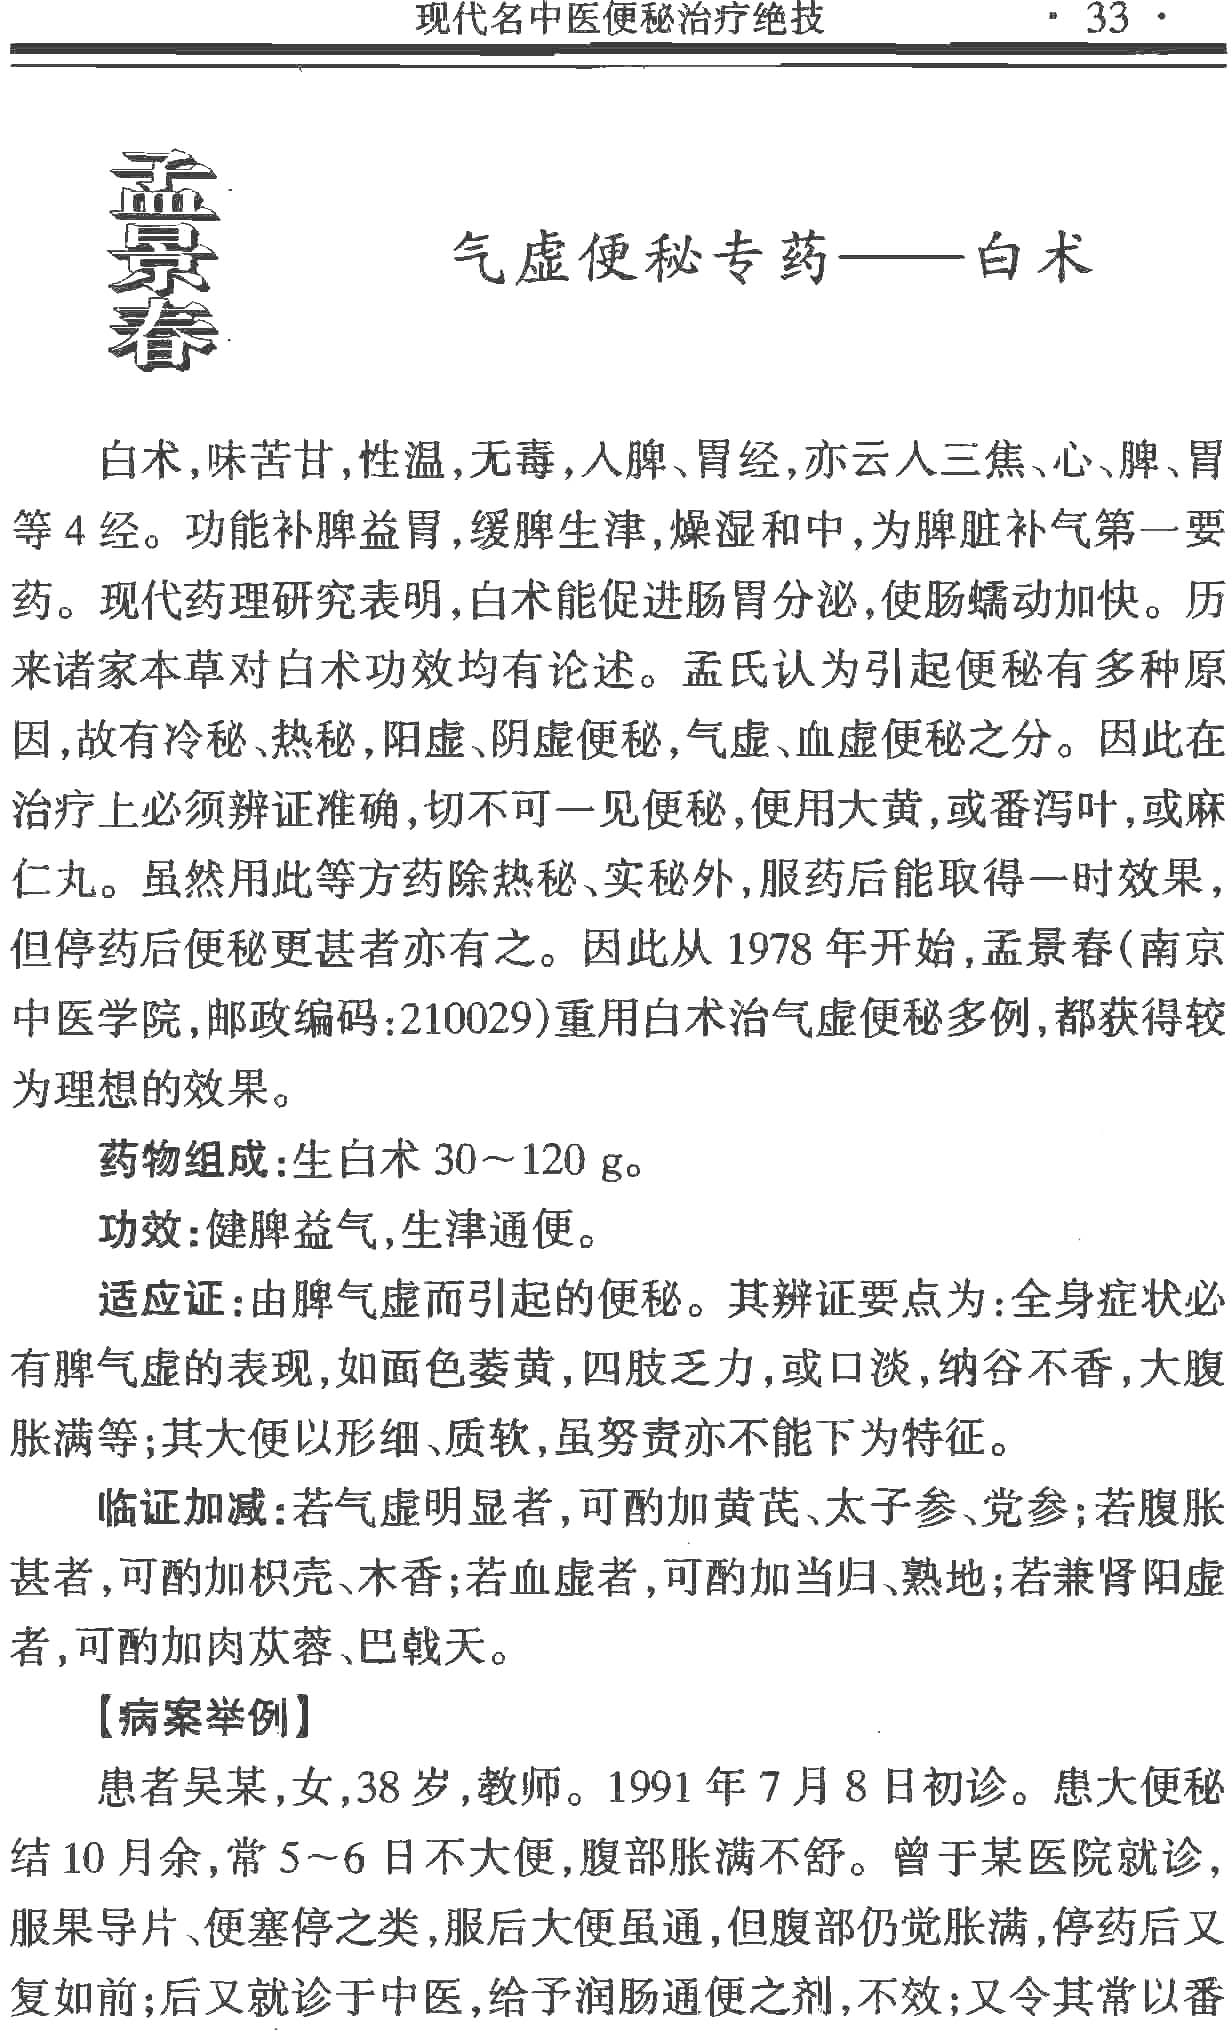 现代名中医便秘治疗绝技 · 33 ·
孟景春
气虚便秘专药——白术
白术,味苦甘,性温,无毒,入脾、胃经,亦云入三焦、心、脾、胃
等 4 经。功能补脾益胃,缓脾生津,燥湿和中,为脾脏补气第一要
药。现代药理研究表明,白术能促进肠胃分泌,使肠蠕动加快。历
来诸家本草对白术功效均有论述。孟氏认为引起便秘有多种原
因,故有冷秘、热秘,阳虚、阴虚便秘,气虚、血虚便秘之分。因此在
治疗上必须辨证准确,切不可一见便秘,便用大黄,或番泻叶,或麻
仁丸。虽然用此等方药除热秘、实秘外,服药后能取得一时效果,
但停药后便秘更甚者亦有之。因此从 1978 年开始,孟景春(南京
中医学院,邮政编码:210029)重用白术治气虚便秘多例,都获得较
为理想的效果。
药物组成:生白术 30～120 g。
功效:健脾益气,生津通便。
适应证:由脾气虚而引起的便秘。其辨证要点为:全身症状必
有脾气虚的表现,如面色萎黄,四肢乏力,或口淡,纳谷不香,大腹
胀满等;其大便以形细、质软,虽努责亦不能下为特征。
临证加减:若气虚明显者,可酌加黄芪、太子参、党参;若腹胀
甚者,可酌加枳壳、木香;若血虚者,可酌加当归、熟地;若兼肾阳虚
者,可酌加肉苁蓉、巴戟天。
【病案举例】
患者吴某,女,38 岁,教师。1991 年 7 月 8 日初诊。患大便秘
结 10 月余,常 5～6 日不大便,腹部胀满不舒。曾于某医院就诊,
服果导片、便塞停之类,服后大便虽通,但腹部仍觉胀满,停药后又
复如前;后又就诊于中医,给予润肠通便之剂,不效;又令其常以番